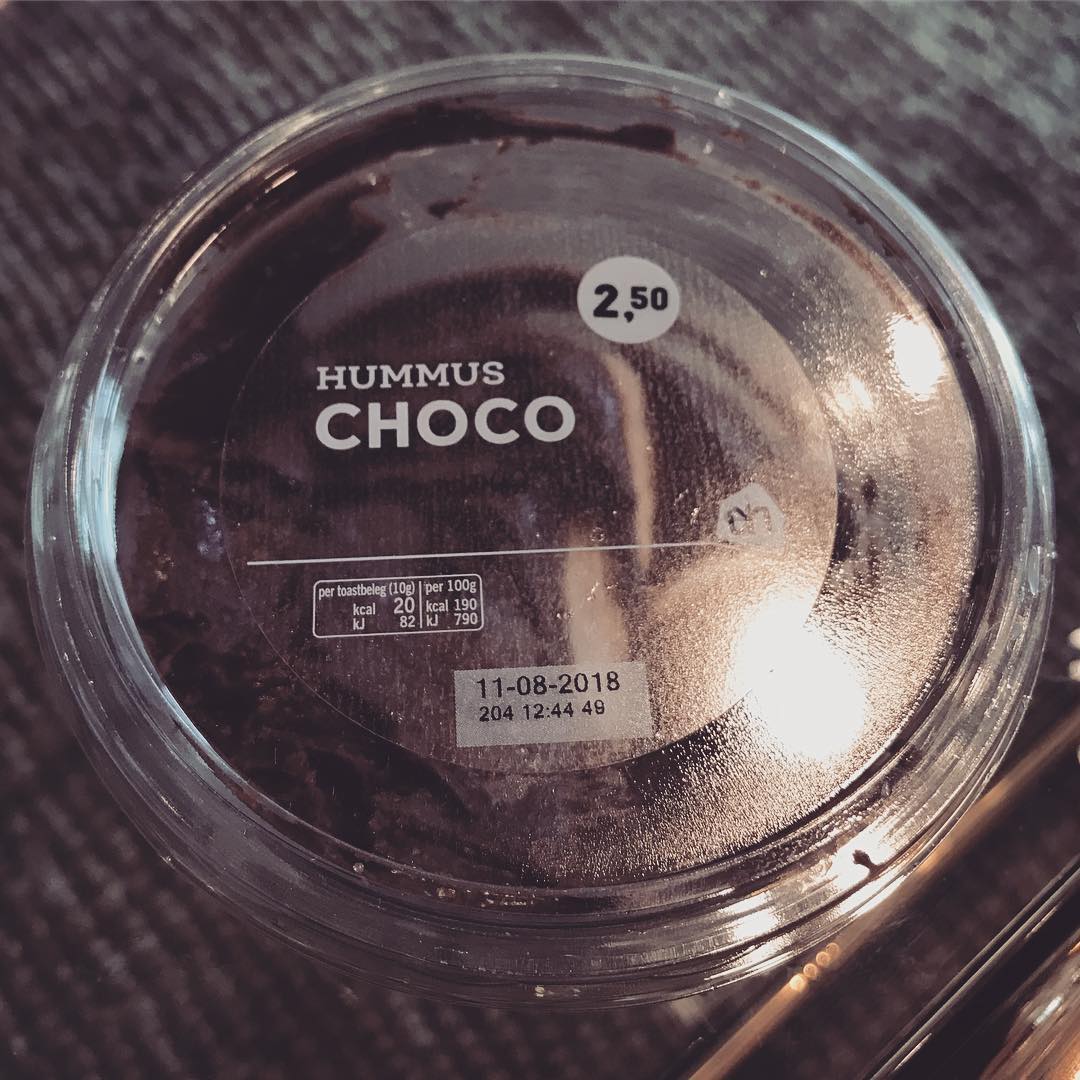 2,50
HUMMUS
CHOCO
per toastbeleg (10g) per 100g
kcal 20 kcal 190
kJ 82 kJ 790
11-08-2018
204 12:44 49